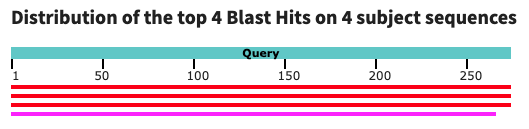 Distribution of the top 4 Blast Hits on 4 subject sequences
Query
1 50 100 150 200 250